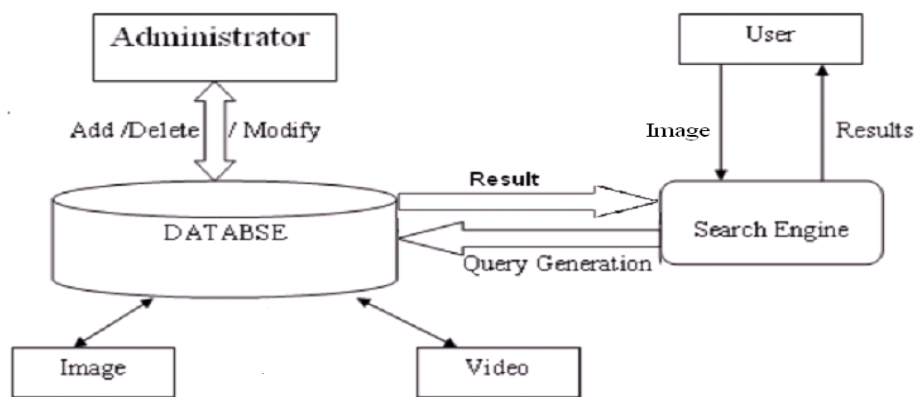 Administrator
User
Add /Delete / Modify
Image
Results
Result
DATABSE
Search Engine
Query Generation
Image
Video